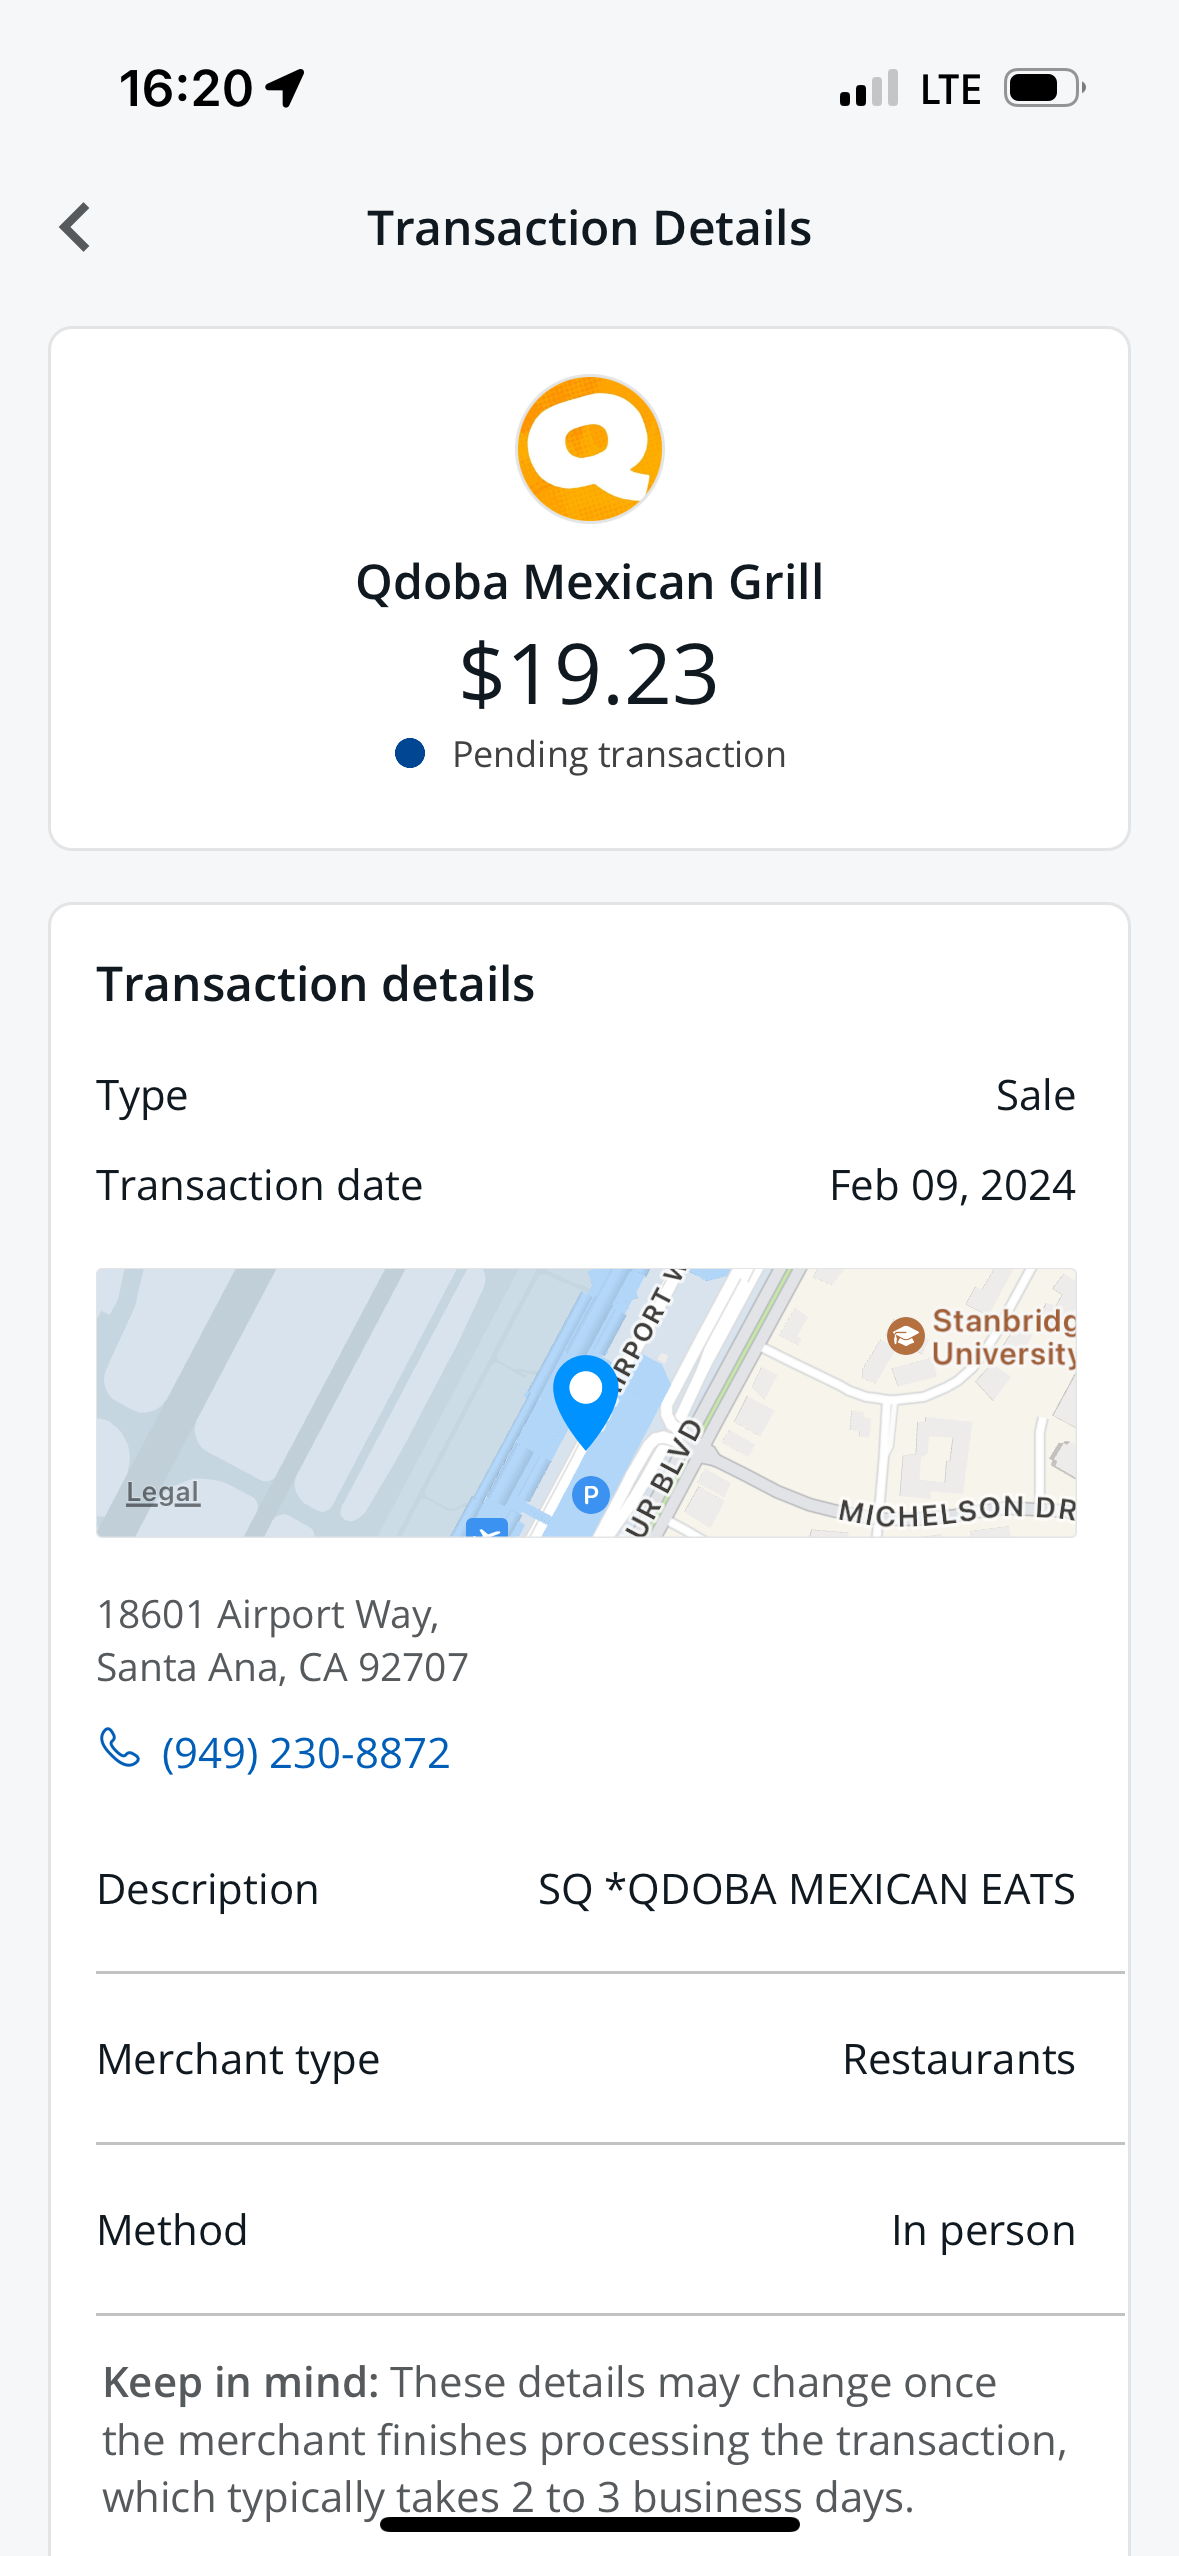 16:20
LTE
Transaction Details
Q
Qdoba Mexican Grill
$19.23
Pending transaction
Transaction details
Type Sale
Transaction date Feb 09, 2024
Stanbridg
University
MICHELSON DR
UR BLVD
P
Legal
18601 Airport Way,
Santa Ana, CA 92707
(949) 230-8872
Description SQ *QDOBA MEXICAN EATS
Merchant type Restaurants
Method In person
Keep in mind: These details may change once
the merchant finishes processing the transaction,
which typically takes 2 to 3 business days.